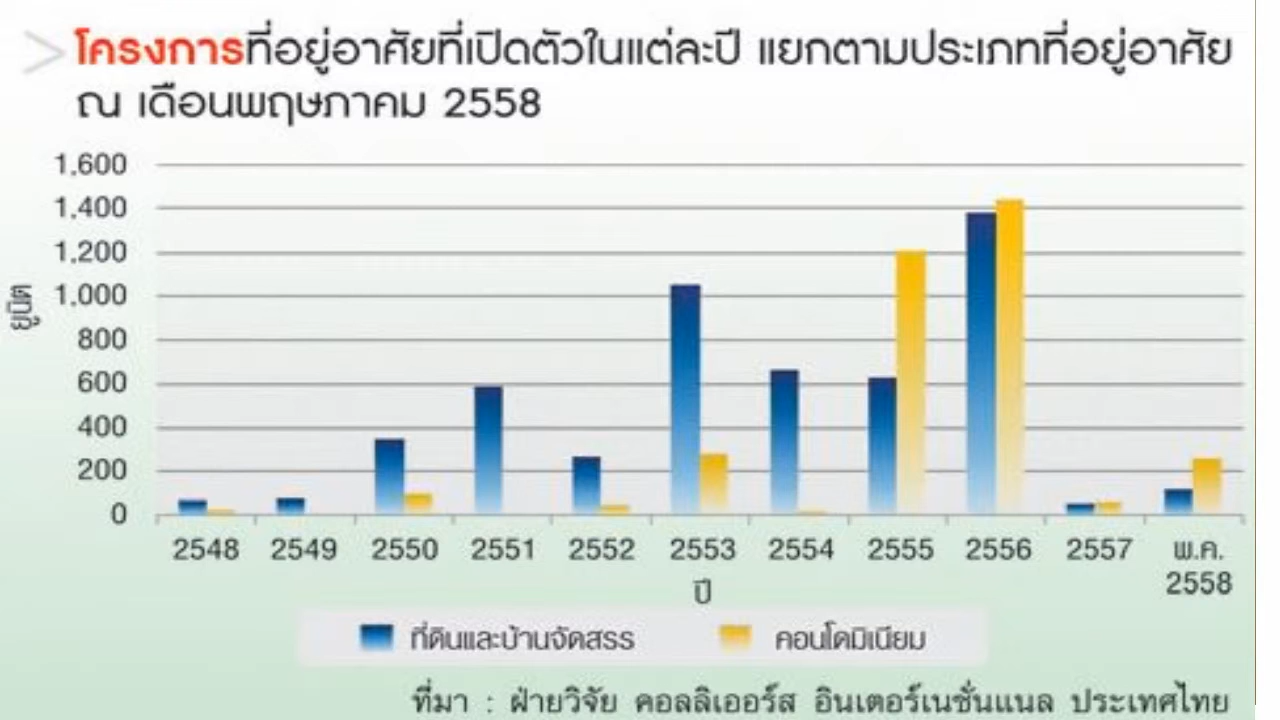 โครงการที่อยู่อาศัยที่เปิดตัวในแต่ละปี แยกตามประเภทที่อยู่อาศัย
ณ เดือนพฤษภาคม 2558
1,600
1,400
1,200
1,000
800
600
400
200
0
ยูนิต
2548 2549 2550 2551 2552 2553 2554 2555 2556 2557 พ.ค.
2558
ปี
ที่ดินและบ้านจัดสรร คอนโดมิเนียม
ที่มา : ฝ่ายวิจัย คอลลิเออร์ส อินเตอร์เนชั่นแนล ประเทศไทย